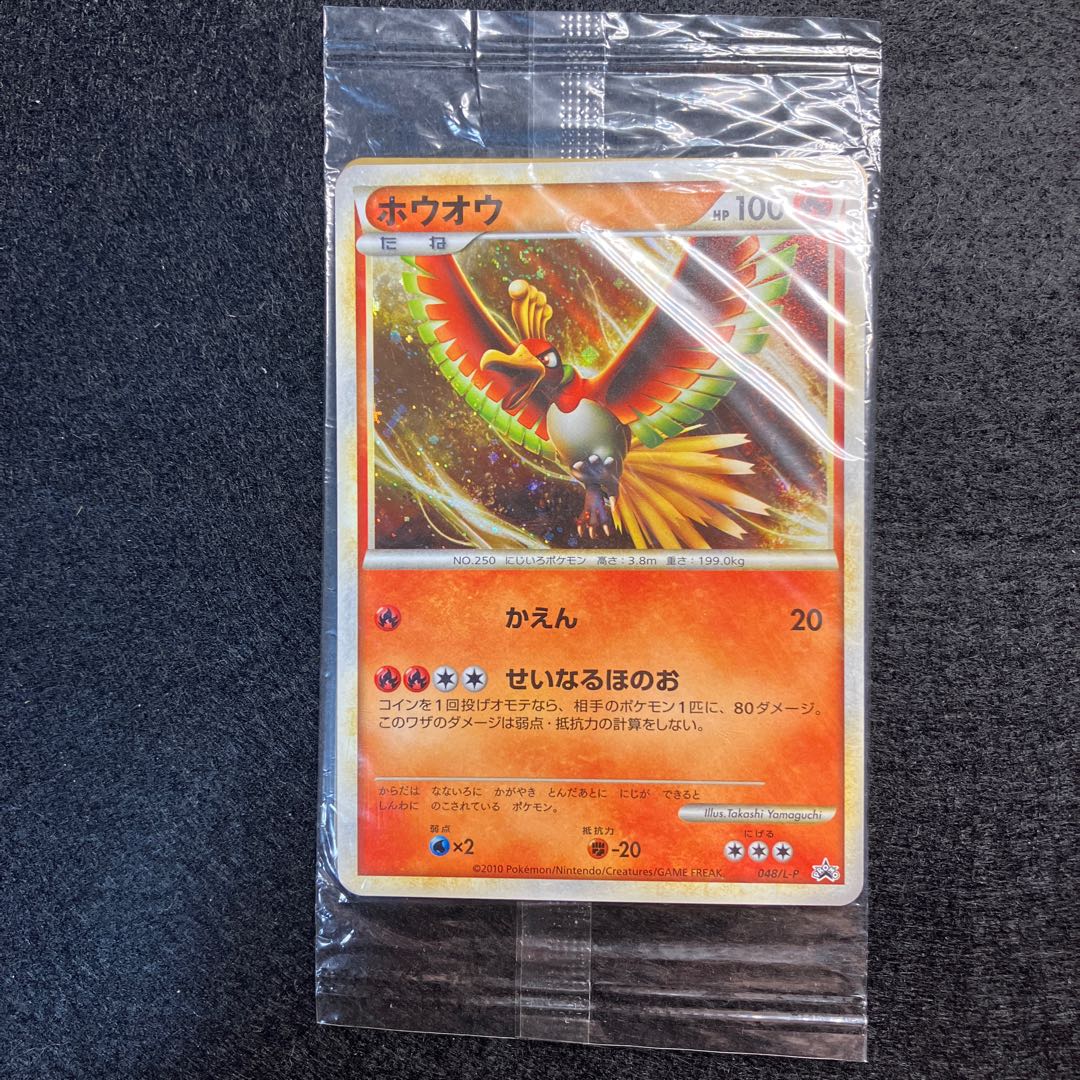 ホウオウ
HP 100
たね
NO.250 にじいろポケモン 高さ：3.8m 重さ：199.0kg
かえん 20
せいなるほのお
コインを1回投げオモテなら、相手のポケモン1匹に、80ダメージ。
このワザのダメージは弱点・抵抗力の計算をしない。
からだは なないろに かがやき とんだあとに にじが できると
しんわに のこされている ポケモン。
Illus.Takashi Yamaguchi
弱点 抵抗力 にげる
×2 -20
©2010 Pokémon/Nintendo/Creatures/GAME FREAK.
048/L-P
PROMO